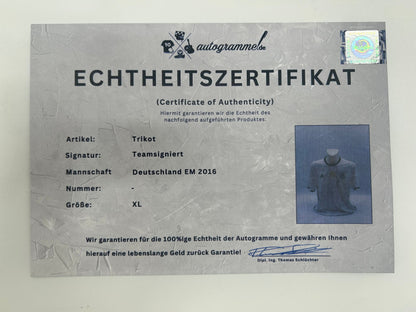 autogramme.de
ECHTHEITSZERTIFIKAT
(Certificate of Authenticity)
Hiermit garantieren wir die Echtheit des
nachfolgend aufgeführten Produktes:
Artikel: Trikot
Signatur: Teamsigniert
Mannschaft Deutschland EM 2016
Nummer: -
Größe: XL
Wir garantieren für die 100%ige Echtheit der Autogramme und gewähren Ihnen
hierauf eine lebenslange Geld zurück Garantie!
Dipl. Ing. Thomas Schlüchter